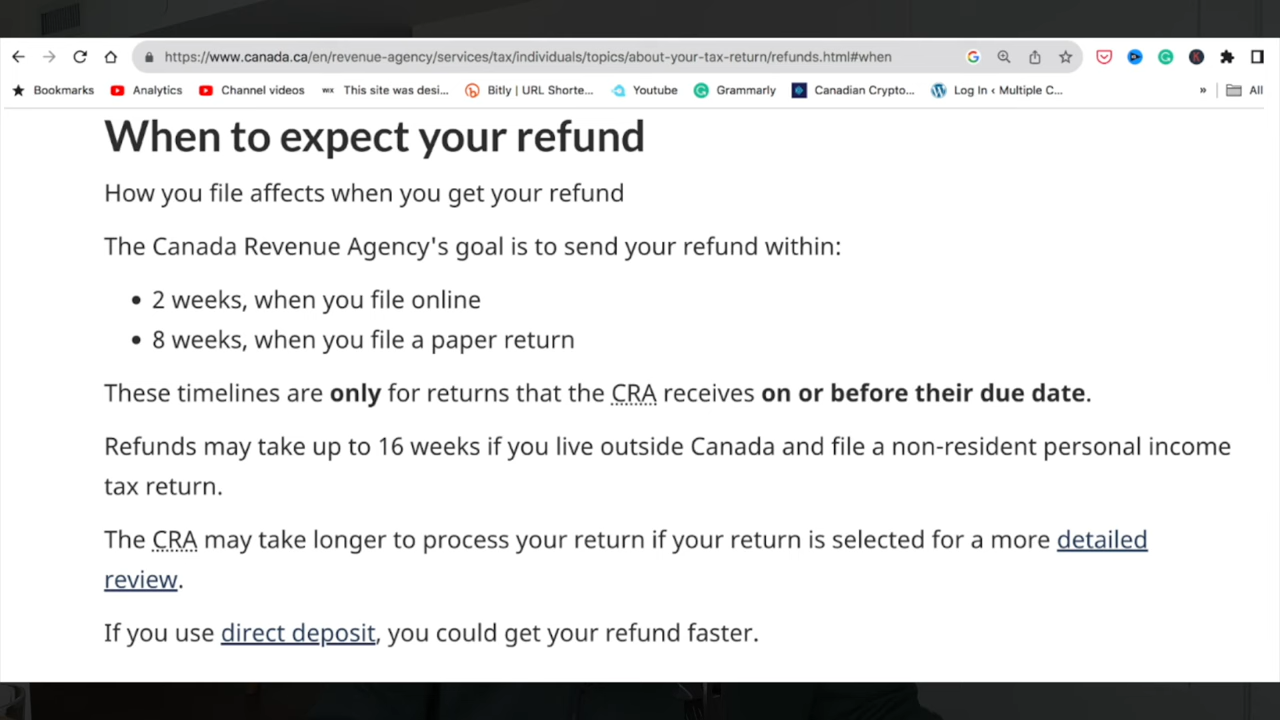 https://www.canada.ca/en/revenue-agency/services/tax/individuals/topics/about-your-tax-return/refunds.html#when
Bookmarks Analytics Channel videos WiX This site was desi... Bitly | URL Shorte... Youtube Grammarly Canadian Crypto... Log In ‹ Multiple C... » All
When to expect your refund
How you file affects when you get your refund
The Canada Revenue Agency's goal is to send your refund within:
• 2 weeks, when you file online
• 8 weeks, when you file a paper return
These timelines are only for returns that the CRA receives on or before their due date.
Refunds may take up to 16 weeks if you live outside Canada and file a non-resident personal income
tax return.
The CRA may take longer to process your return if your return is selected for a more detailed
review.
If you use direct deposit, you could get your refund faster.